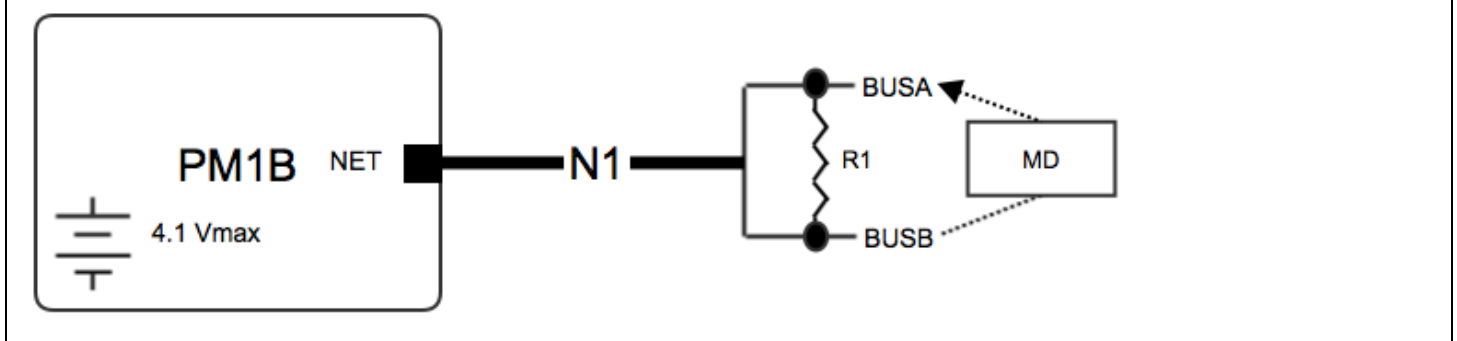 BUSA
PM1B NET N1 R1 MD
4.1 Vmax
BUSB